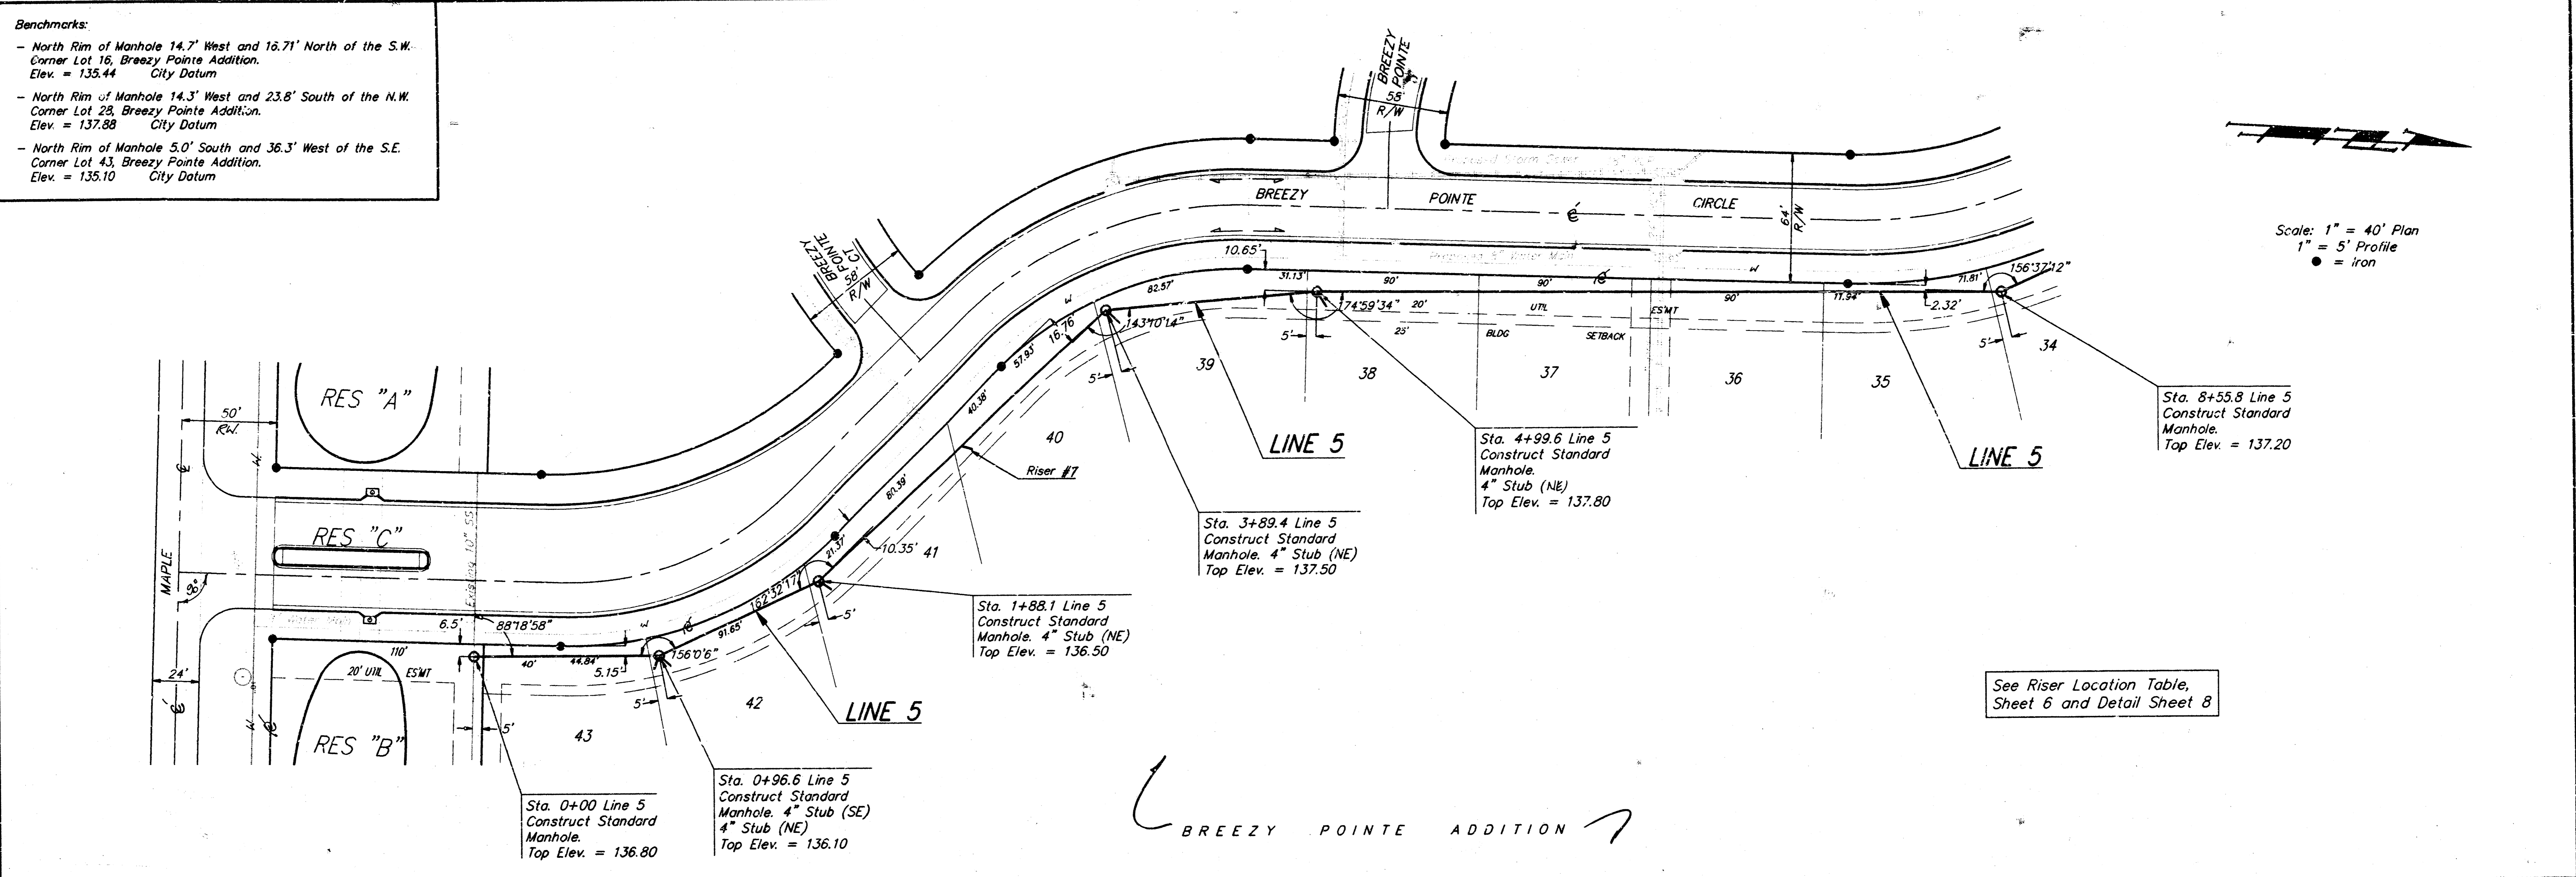 Benchmarks:
– North Rim of Manhole 14.7' West and 16.71' North of the S.W.
Corner Lot 16, Breezy Pointe Addition.
Elev. = 135.44 City Datum
– North Rim of Manhole 14.3' West and 23.8' South of the N.W.
Corner Lot 28, Breezy Pointe Addition.
Elev. = 137.88 City Datum
– North Rim of Manhole 5.0' South and 36.3' West of the S.E.
Corner Lot 43, Breezy Pointe Addition.
Elev. = 135.10 City Datum
BREEZY
POINTE
58'
R/W
BREEZY POINTE CIRCLE
64'
R/W
Scale: 1" = 40' Plan
1" = 5' Profile
● = iron
BREEZY
POINTE
CT
58'
R/W
10.65'
31.13'
90'
90'
90'
11.94'
71.81'
156°37'12"
82.57'
W
174°59'34"
20'
UTIL
ES'MT
2.32'
25'
BLDG
SETBACK
5'
5'
34
W
16.76'
143°10'14"
57.93'
5'
39
38
37
36
35
40.38'
40
LINE 5
LINE 5
Riser #7
80.39'
RES "A"
50'
R.W.
W
Existing 10" SS
RES "C"
MAPLE
90°
21.37'
10.35'
41
162°32'17"
5'
Water Main
6.5'
88°18'58"
W
91.65'
110'
40'
44.84'
5.15'
156°0'6"
20' UTIL ES'MT
24'
W
5'
5'
42
43
LINE 5
RES "B"
Sta. 8+55.8 Line 5
Construct Standard
Manhole.
Top Elev. = 137.20
Sta. 4+99.6 Line 5
Construct Standard
Manhole.
4" Stub (NE)
Top Elev. = 137.80
Sta. 3+89.4 Line 5
Construct Standard
Manhole. 4" Stub (NE)
Top Elev. = 137.50
Sta. 1+88.1 Line 5
Construct Standard
Manhole. 4" Stub (NE)
Top Elev. = 136.50
Sta. 0+96.6 Line 5
Construct Standard
Manhole. 4" Stub (SE)
4" Stub (NE)
Top Elev. = 136.10
Sta. 0+00 Line 5
Construct Standard
Manhole.
Top Elev. = 136.80
See Riser Location Table,
Sheet 6 and Detail Sheet 8
BREEZY POINTE ADDITION